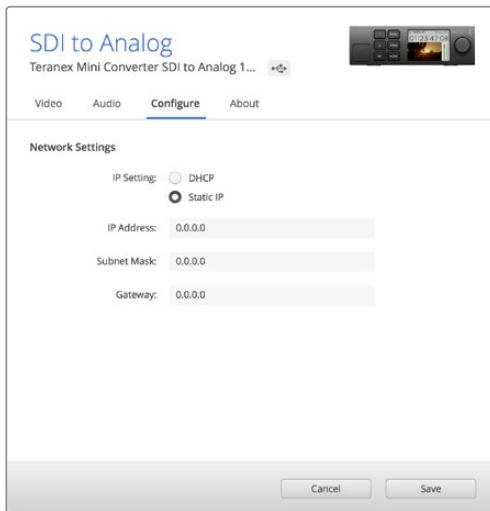 SDI to Analog
Teranex Mini Converter SDI to Analog 1...
Video Audio Configure About
Network Settings
IP Setting: DHCP
Static IP
IP Address: 0.0.0.0
Subnet Mask: 0.0.0.0
Gateway: 0.0.0.0
Cancel Save